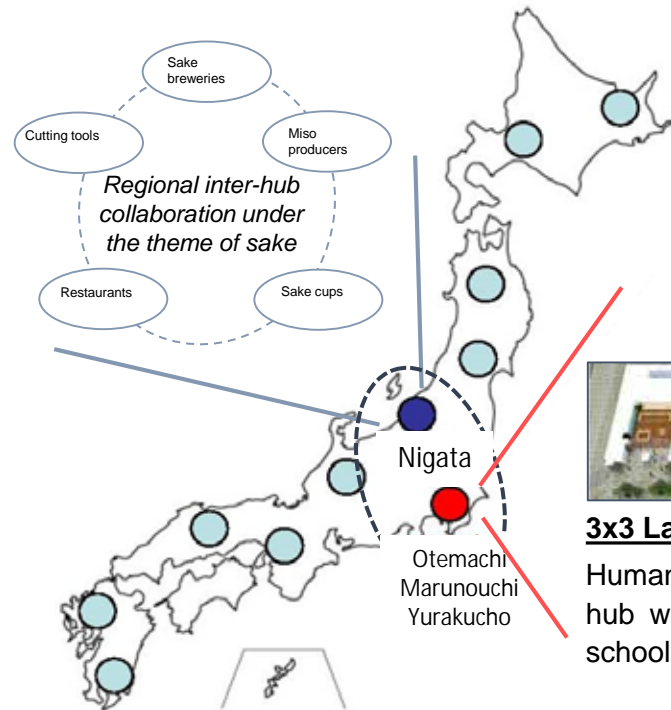 Sake
breweries
Cutting tools
Miso
producers
Regional inter-hub
collaboration under
the theme of sake
Restaurants
Sake cups
Nigata
Otemachi
Marunouchi
Yurakucho
3x3 La
Human
hub w
school